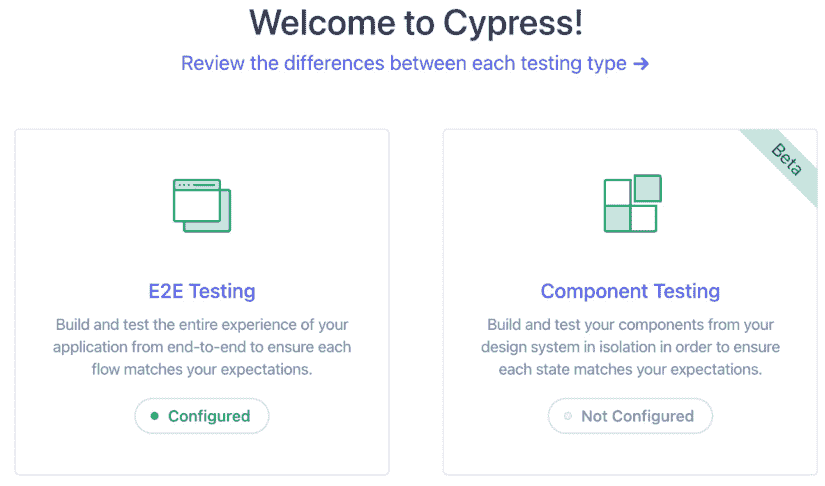 Welcome to Cypress!
Review the differences between each testing type →
Beta
E2E Testing
Build and test the entire experience of your
application from end-to-end to ensure each
flow matches your expectations.
Configured
Component Testing
Build and test your components from your
design system in isolation in order to ensure
each state matches your expectations.
Not Configured